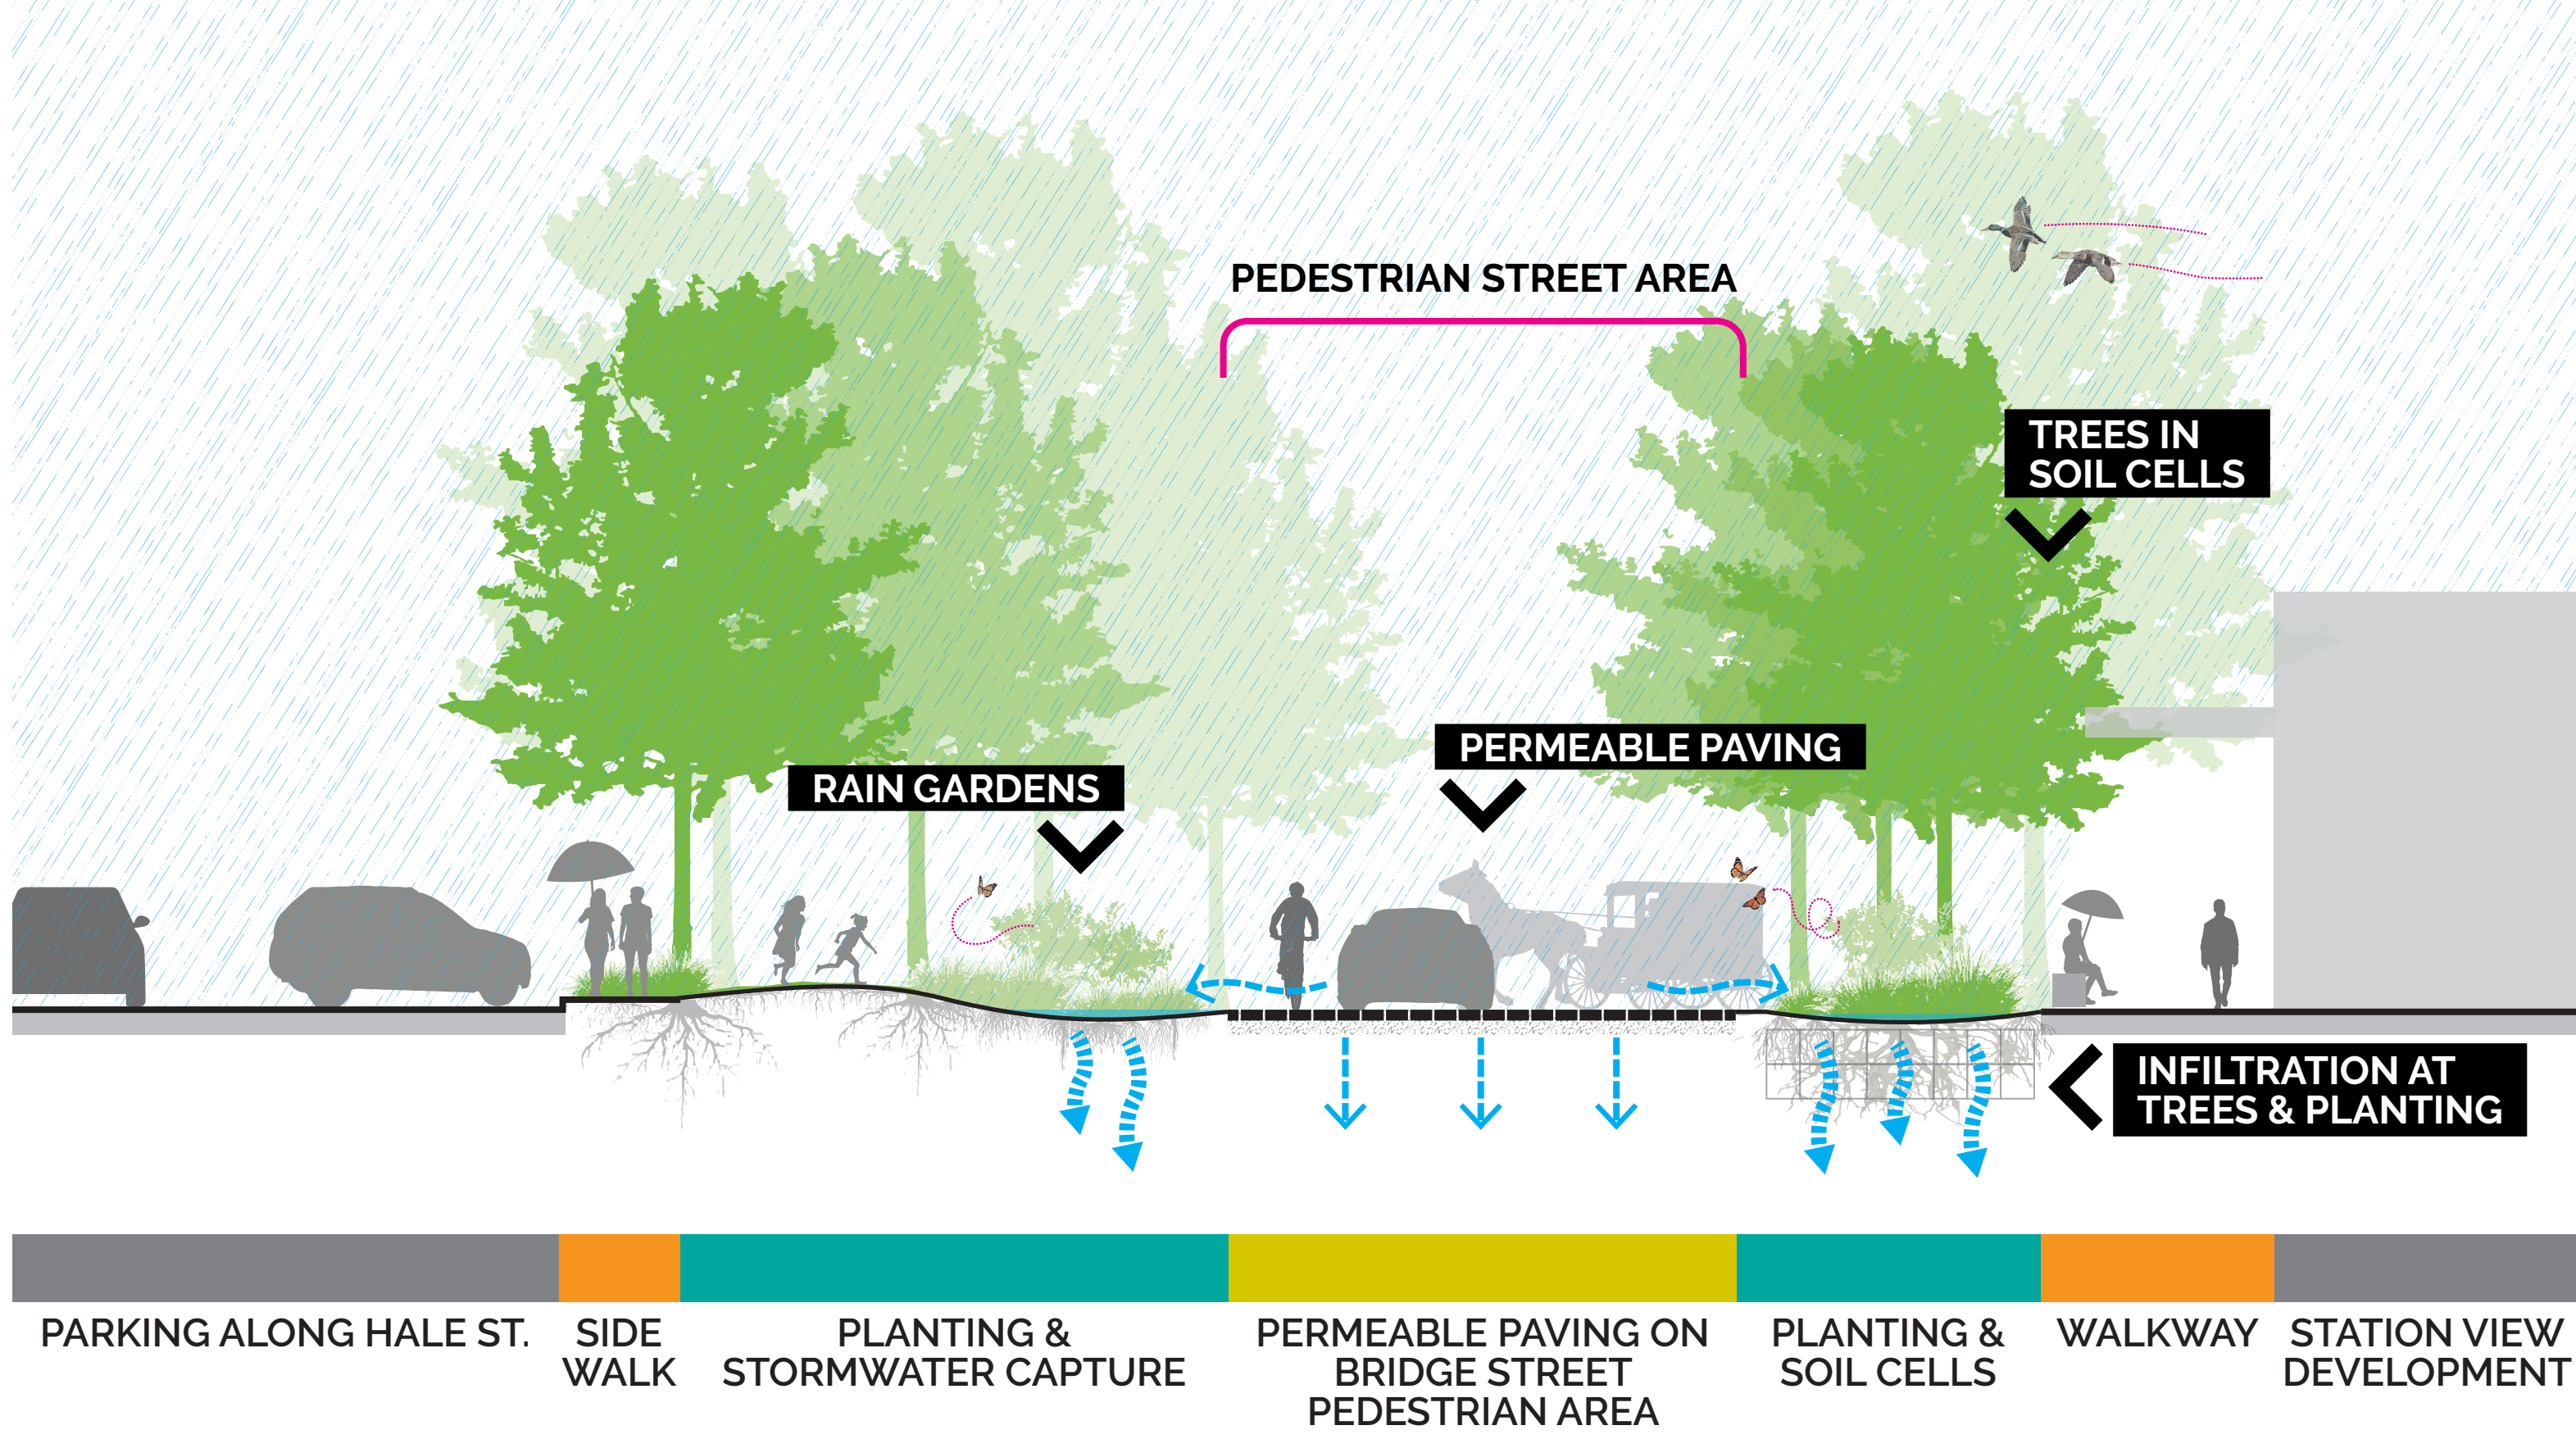 PEDESTRIAN STREET AREA
TREES IN
SOIL CELLS
PERMEABLE PAVING
RAIN GARDENS
INFILTRATION AT
TREES & PLANTING
PARKING ALONG HALE ST.
SIDE
WALK
PLANTING &
STORMWATER CAPTURE
PERMEABLE PAVING ON
BRIDGE STREET
PEDESTRIAN AREA
PLANTING &
SOIL CELLS
WALKWAY
STATION VIEW
DEVELOPMENT